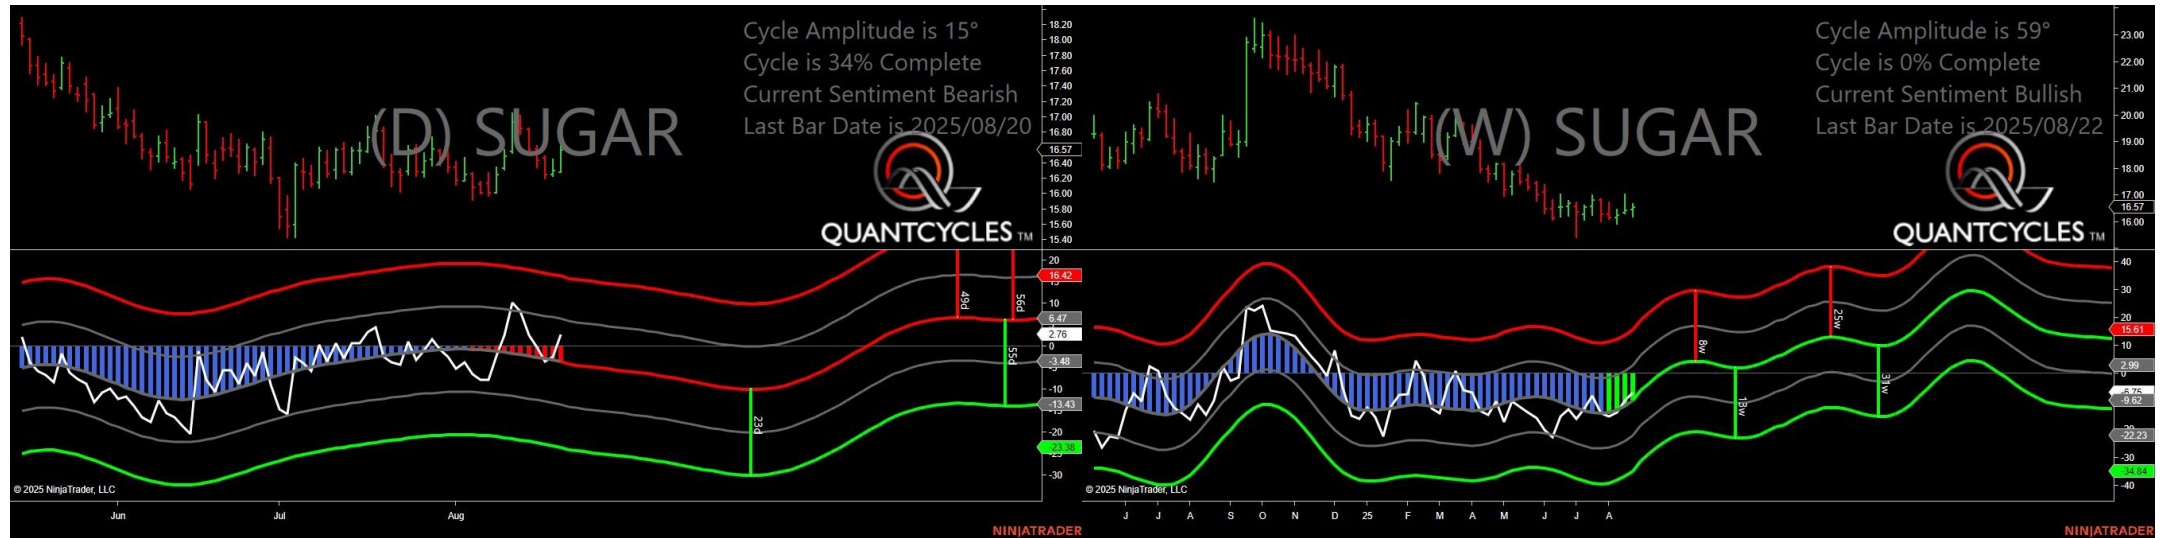 Cycle Amplitude is 15°
Cycle is 34% Complete
Current Sentiment Bearish
Last Bar Date is 2025/08/20
(D) SUGAR
QUANTCYCLES TM
18.20
18.00
17.80
17.60
17.40
17.20
17.00
16.80
16.57
16.40
16.20
16.00
15.80
15.60
15.40
20
16.42
10
6.47
2.76
0
-3.48
-10
-13.43
-20
-23.38
-30
49d
56d
55d
23d
© 2025 NinjaTrader, LLC
Jun
Jul
Aug
NINJATRADER
Cycle Amplitude is 59°
Cycle is 0% Complete
Current Sentiment Bullish
Last Bar Date is 2025/08/22
(W) SUGAR
QUANTCYCLES TM
23.00
22.00
21.00
20.00
19.00
18.00
17.00
16.57
16.00
40
30
20
15.61
10
2.99
0
-9.62
-22.23
-30
-34.84
-40
8w
25w
13w
31w
© 2025 NinjaTrader, LLC
J J A S O N D 25 F M A M J J A
NINJATRADER